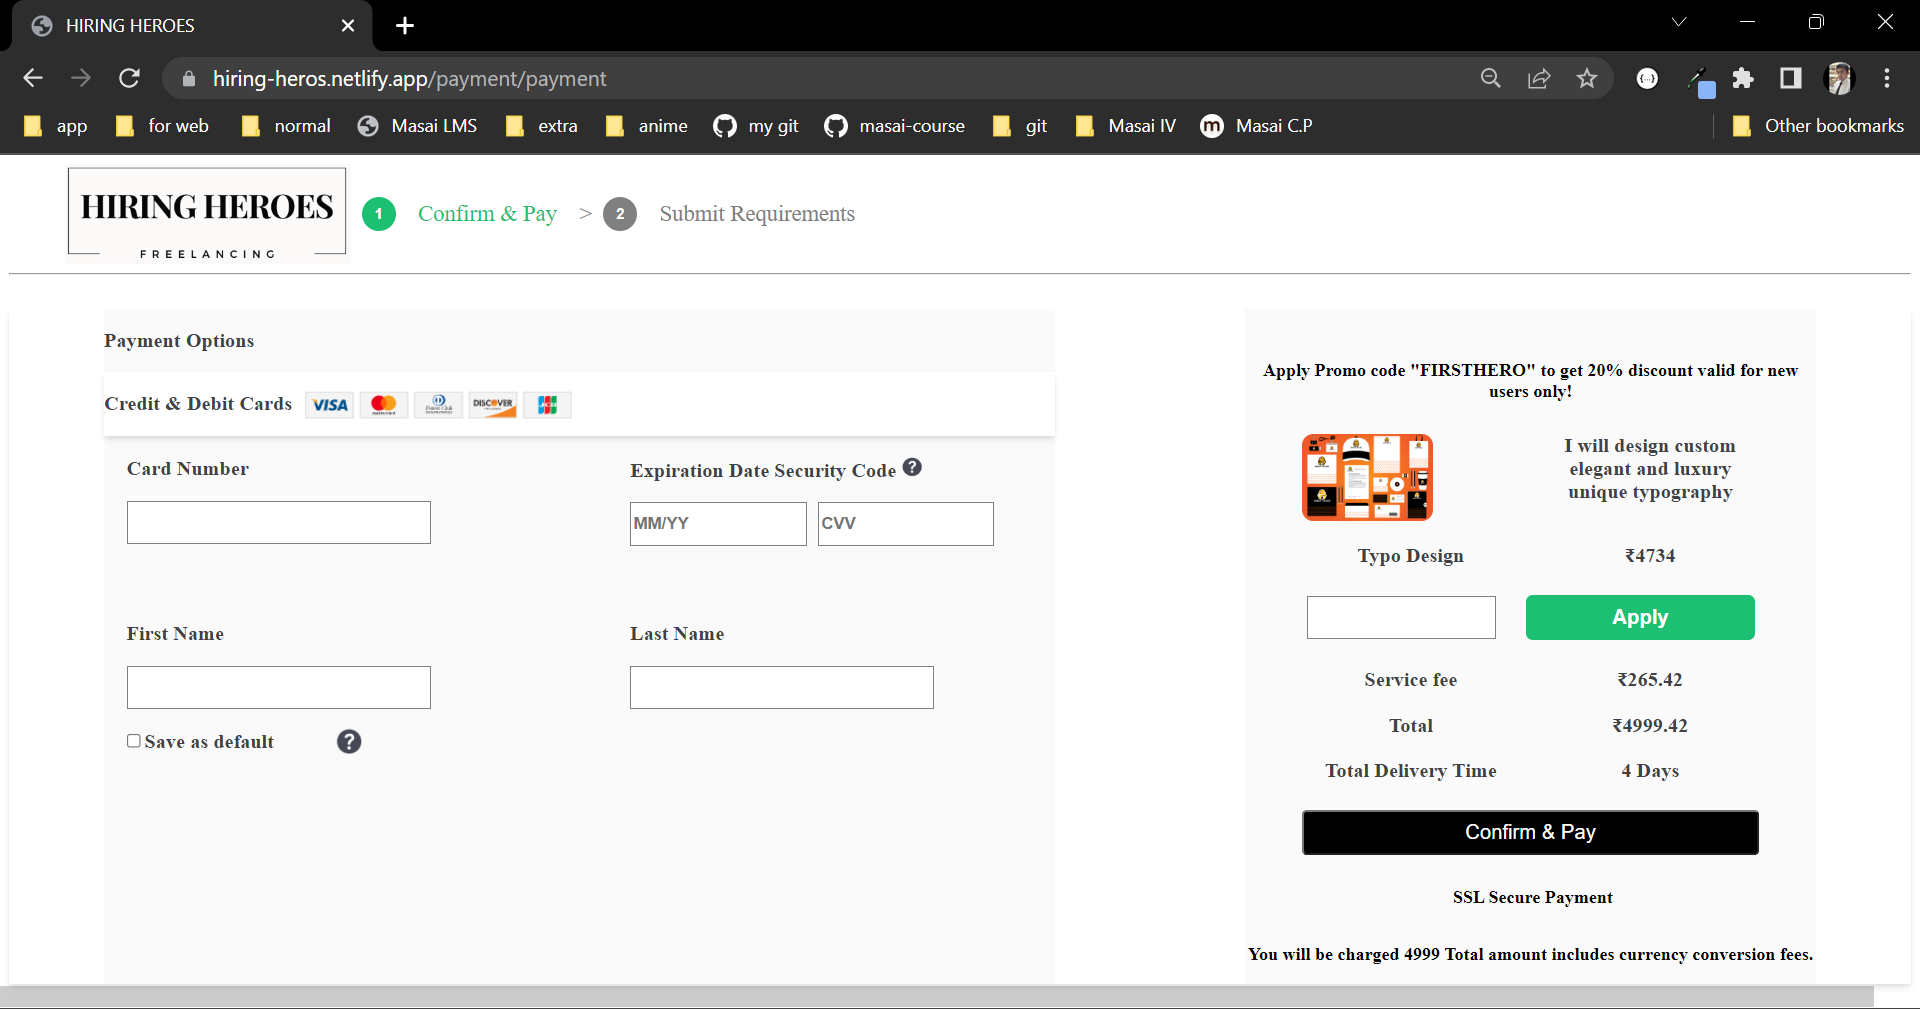 HIRING HEROES
hiring-heros.netlify.app/payment/payment
app
for web
normal
Masai LMS
extra
anime
my git
masai-course
git
Masai IV
m
Masai C.P
Other bookmarks
HIRING HEROES
FREELANCING
1 Confirm & Pay > 2 Submit Requirements
Payment Options
Credit & Debit Cards VISA DISCOVER JCB
Card Number
Expiration Date Security Code ?
MM/YY
CVV
First Name
Last Name
Save as default ?
Apply Promo code "FIRSTHERO" to get 20% discount valid for new
users only!
I will design custom
elegant and luxury
unique typography
Typo Design ₹4734
Apply
Service fee ₹265.42
Total ₹4999.42
Total Delivery Time 4 Days
Confirm & Pay
SSL Secure Payment
You will be charged 4999 Total amount includes currency conversion fees.